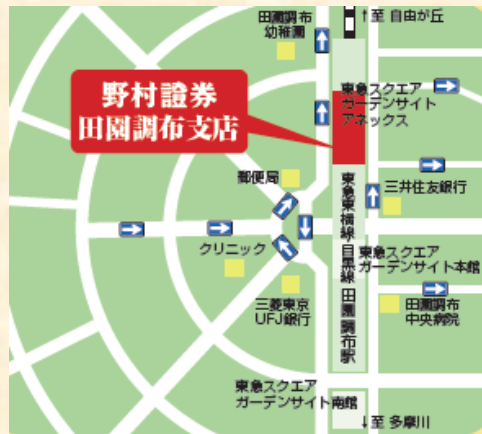 ↑至 自由が丘
田園調布
幼稚園
野村證券
田園調布支店
東急スクエア
ガーデンサイト
アネックス
郵便局
三井住友銀行
東急東横線・目黒線 田園調布駅
クリニック
東急スクエア
ガーデンサイト本館
三菱東京
UFJ銀行
田園調布
中央病院
東急スクエア
ガーデンサイト南館
↓至 多摩川